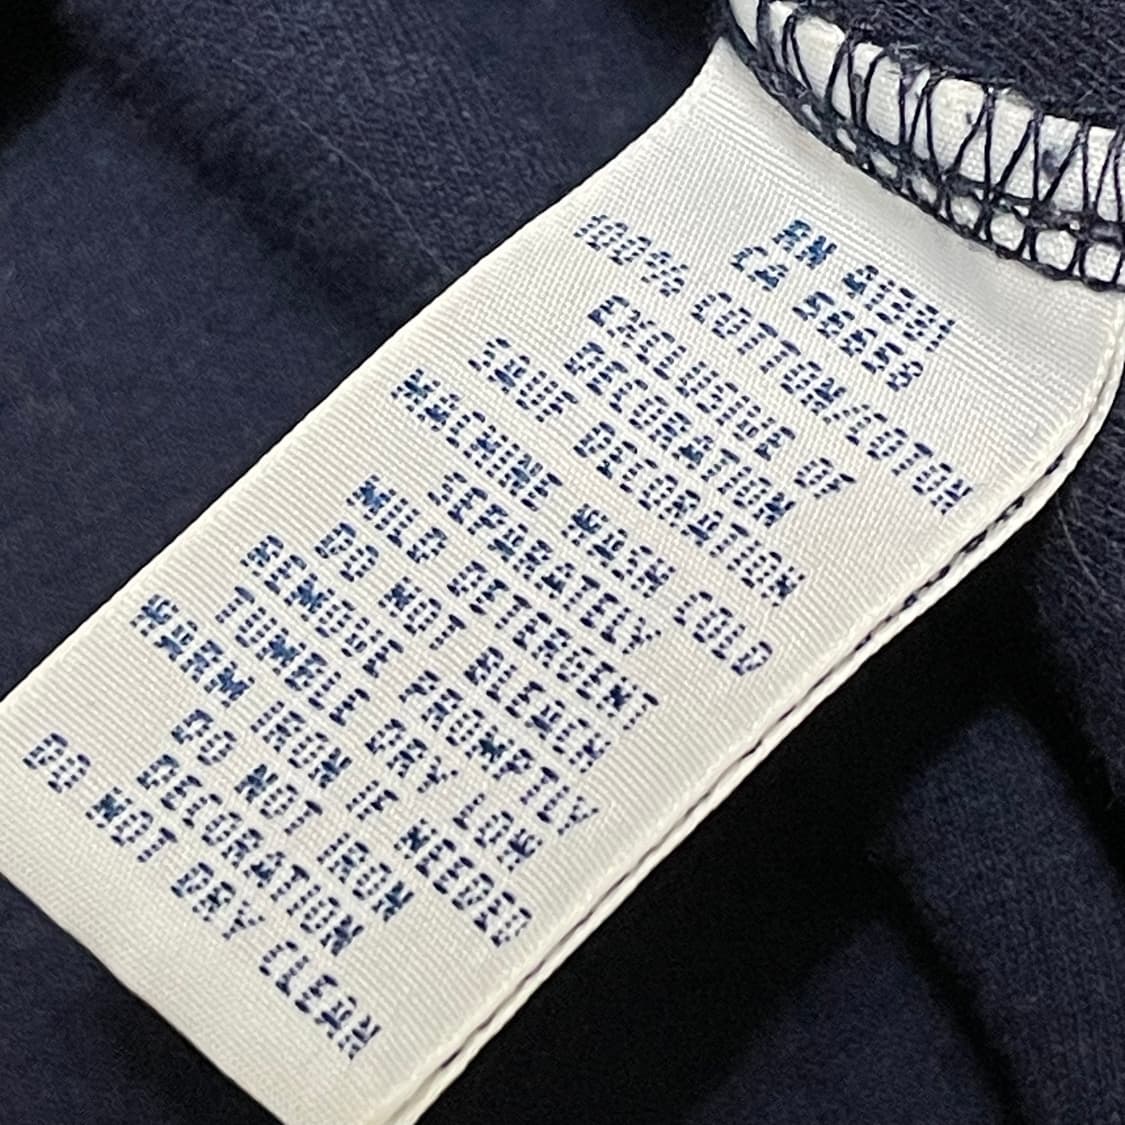 RN 41381
CA 56658
100% COTTON/COTON
EXCLUSIVE OF
DECORATION
SAUF DECORATION
MACHINE WASH COLD
SEPARATELY
MILD DETERGENT
DO NOT BLEACH
REMOVE PROMPTLY
TUMBLE DRY LOW
WARM IRON IF NEEDED
DO NOT IRON
DECORATION
DO NOT DRY CLEAN